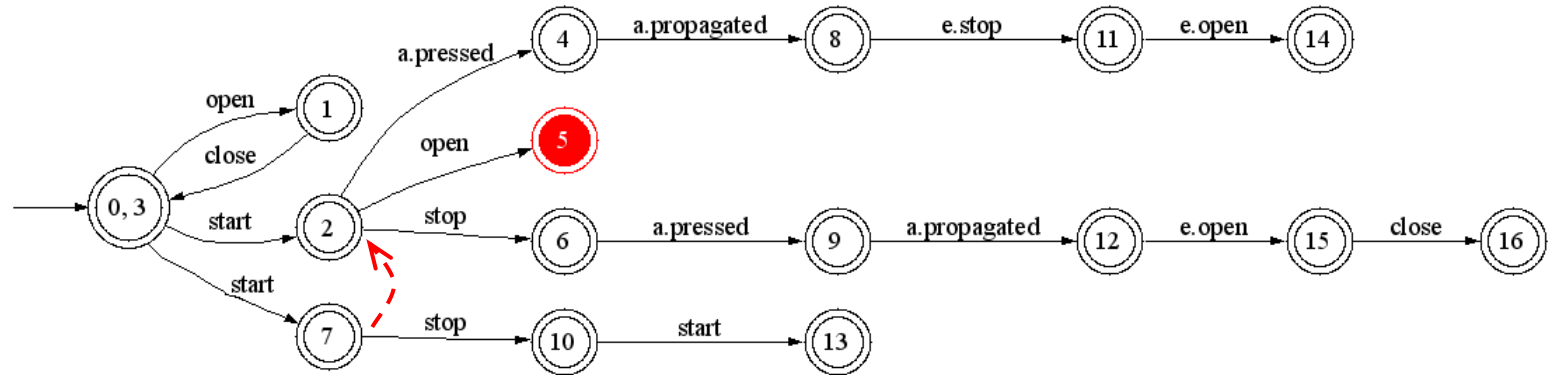 4 a.propagated 8 e.stop 11 e.open 14
a.pressed
open 1
close
open 5
0, 3
start 2 stop 6 a.pressed 9 a.propagated 12 e.open 15 close 16
start
7 stop 10 start 13